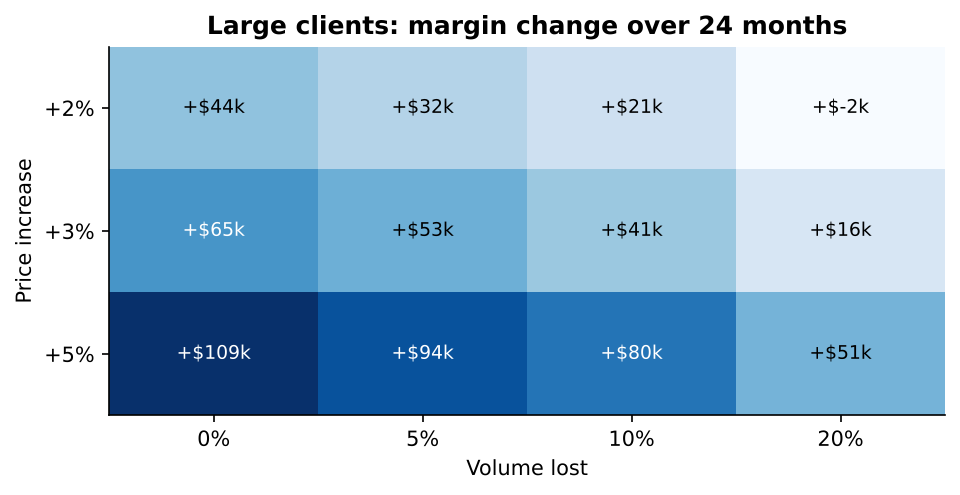 Large clients: margin change over 24 months
Price increase
+2% +$44k +$32k +$21k +$-2k
+3% +$65k +$53k +$41k +$16k
+5% +$109k +$94k +$80k +$51k
0% 5% 10% 20%
Volume lost